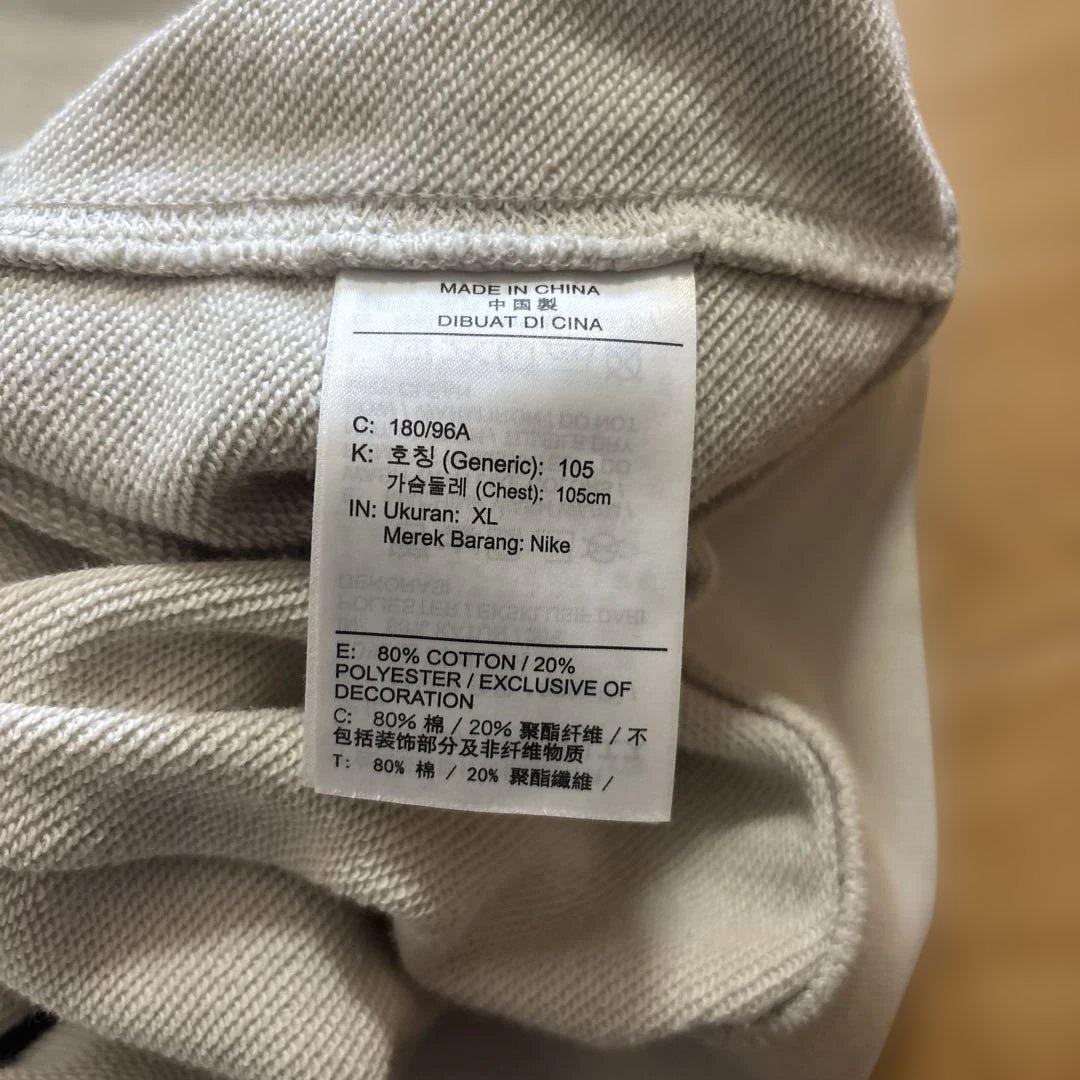 MADE IN CHINA
中国製
DIBUAT DI CINA
C: 180/96A
K: 호칭 (Generic): 105
가슴둘레 (Chest): 105cm
IN: Ukuran: XL
Merek Barang: Nike
E: 80% COTTON / 20%
POLYESTER / EXCLUSIVE OF
DECORATION
C: 80% 棉 / 20% 聚酯纤维 / 不
包括装饰部分及非纤维物质
T: 80% 棉 / 20% 聚酯纖維 /